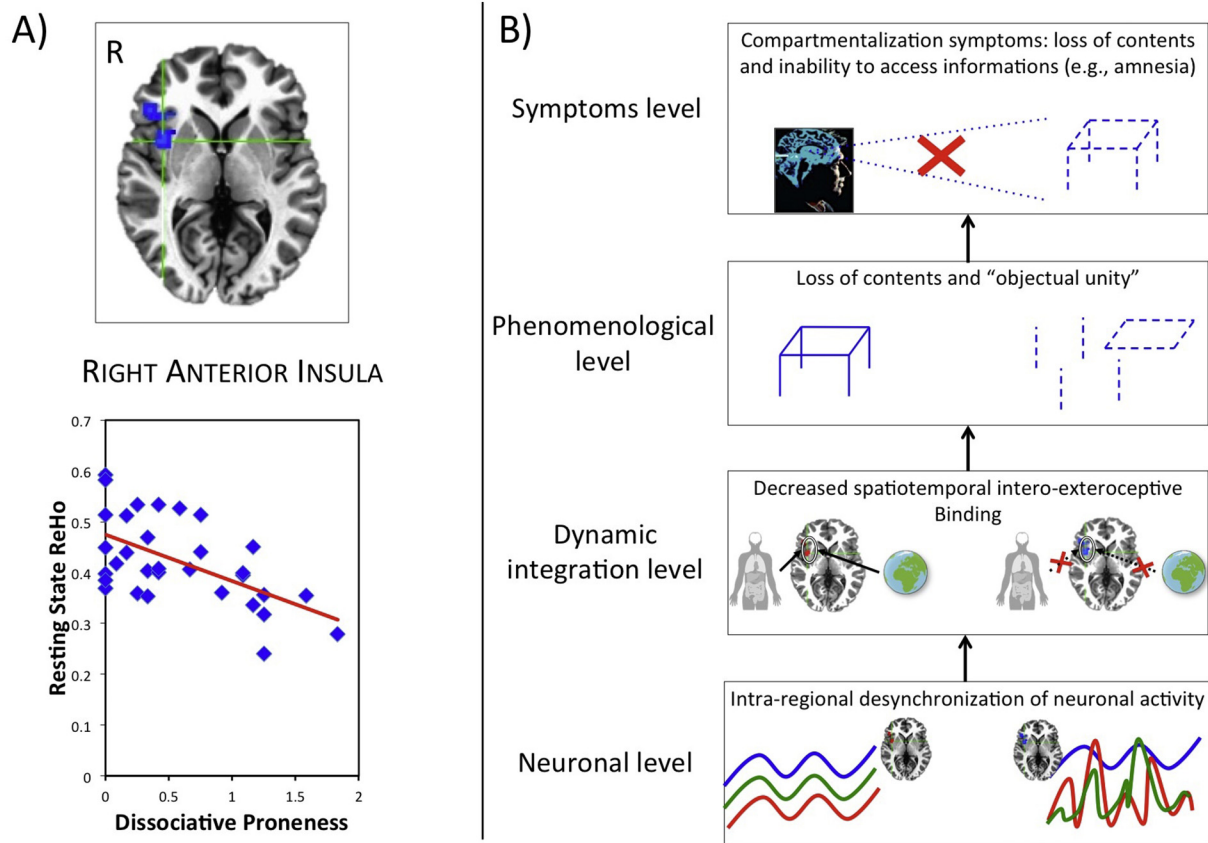 A)
R
RIGHT ANTERIOR INSULA
0.7
0.6
0.5
0.4
0.3
0.2
0.1
0
0
0.5
1
1.5
2
Resting State ReHo
Dissociative Proneness
B)
Symptoms level
Compartmentalization symptoms: loss of contents
and inability to access informations (e.g., amnesia)
Phenomenological
level
Loss of contents and “objectual unity”
Dynamic
integration level
Decreased spatiotemporal intero-exteroceptive
Binding
Neuronal level
Intra-regional desynchronization of neuronal activity